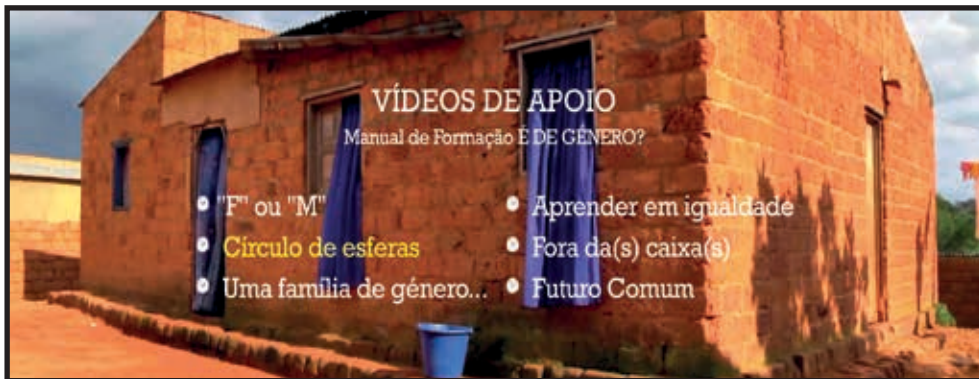 VÍDEOS DE APOIO
Manual de Formação É DE GÉNERO?
"F" ou "M"
Círculo de esferas
Uma família de género...
Aprender em igualdade
Fora da(s) caixa(s)
Futuro Comum